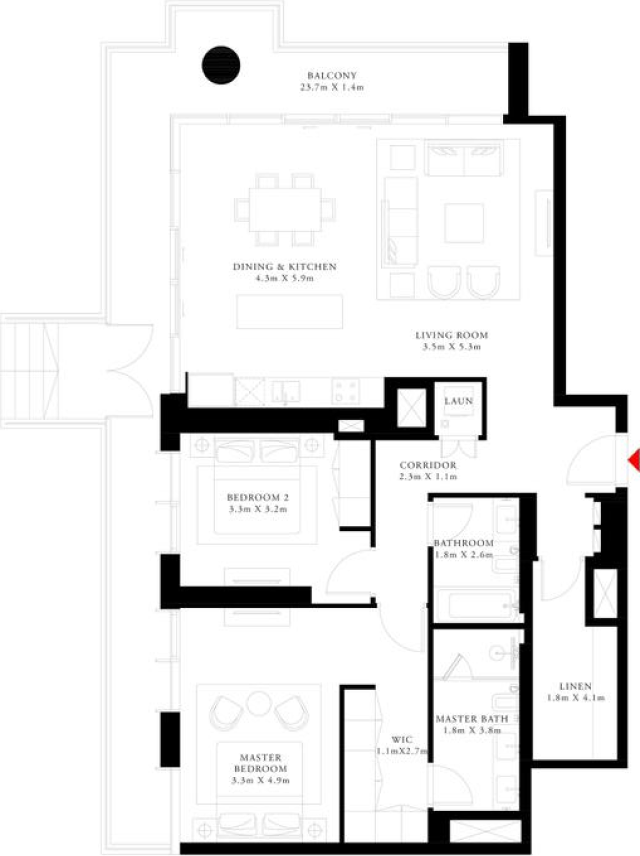 BALCONY
23.7m X 1.4m
DINING & KITCHEN
4.3m X 5.9m
LIVING ROOM
3.5m X 5.3m
LAUN
CORRIDOR
2.3m X 1.1m
BEDROOM 2
3.3m X 3.2m
BATHROOM
1.8m X 2.6m
LINEN
1.8m X 4.1m
MASTER BATH
1.8m X 3.8m
WIC
1.1mX2.7m
MASTER
BEDROOM
3.3m X 4.9m